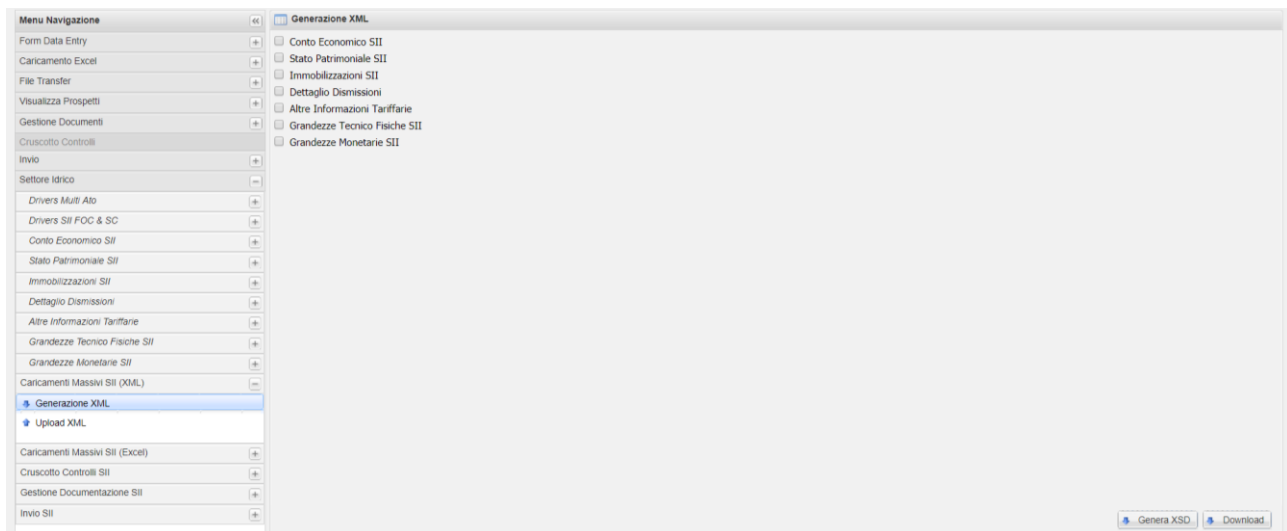 Menu Navigazione
Form Data Entry
Caricamento Excel
File Transfer
Visualizza Prospetti
Gestione Documenti
Cruscotto Controlli
Invio
Settore Idrico
Drivers Multi Ato
Drivers SII FOC & SC
Conto Economico SII
Stato Patrimoniale SII
Immobilizzazioni SII
Dettaglio Dismissioni
Altre Informazioni Tariffarie
Grandezze Tecnico Fisiche SII
Grandezze Monetarie SII
Caricamenti Massivi SII (XML)
Generazione XML
Upload XML
Caricamenti Massivi SII (Excel)
Cruscotto Controlli SII
Gestione Documentazione SII
Invio SII
Generazione XML
Conto Economico SII
Stato Patrimoniale SII
Immobilizzazioni SII
Dettaglio Dismissioni
Altre Informazioni Tariffarie
Grandezze Tecnico Fisiche SII
Grandezze Monetarie SII
Genera XSD
Download